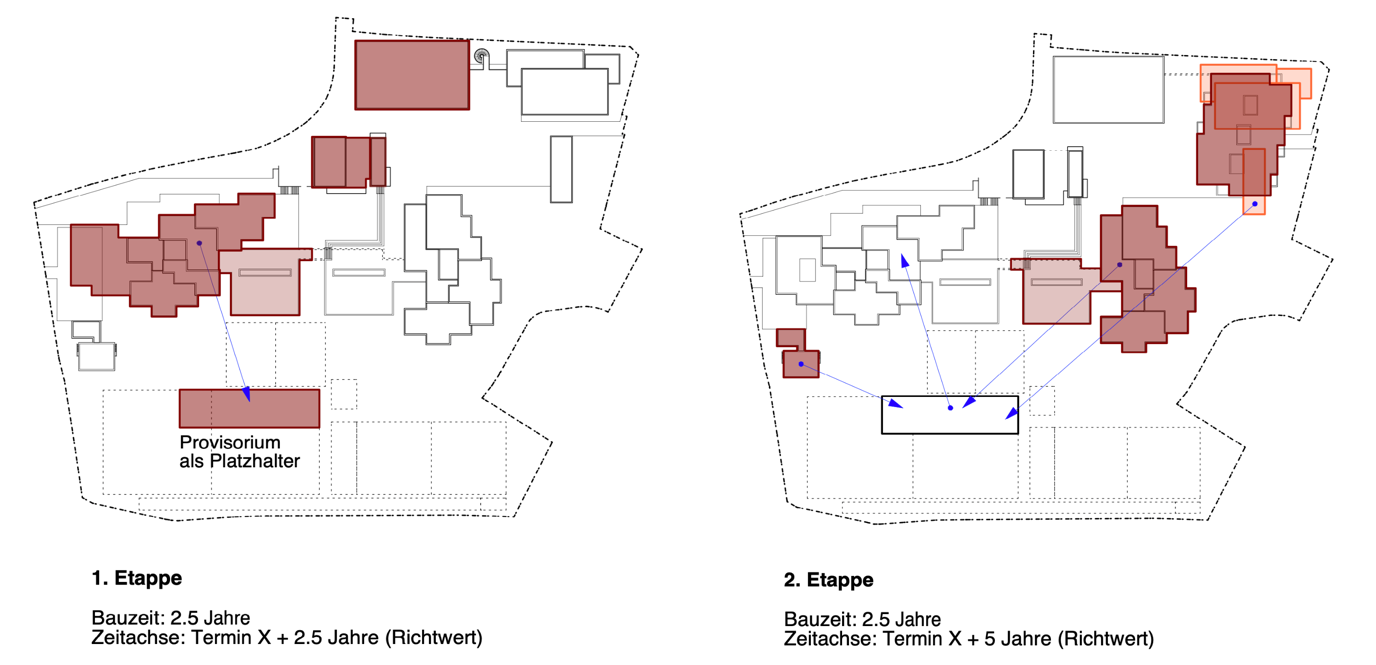 Provisorium
als Platzhalter
1. Etappe
Bauzeit: 2.5 Jahre
Zeitachse: Termin X + 2.5 Jahre (Richtwert)
2. Etappe
Bauzeit: 2.5 Jahre
Zeitachse: Termin X + 5 Jahre (Richtwert)